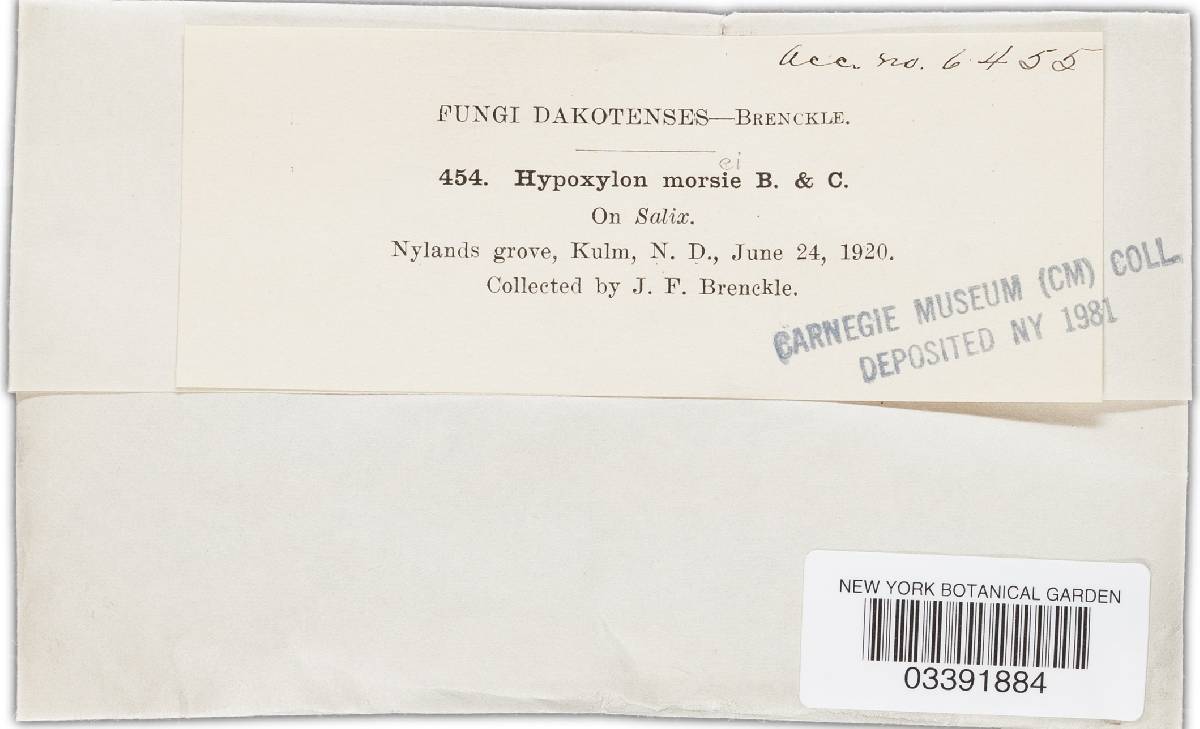 Acc. no. 6455
FUNGI DAKOTENSES—BRENCKLE.
ei
454. Hypoxylon morsie B. & C.
On Salix.
Nylands grove, Kulm, N. D., June 24, 1920.
Collected by J. F. Brenckle.
CARNEGIE MUSEUM (CM) COLL.
DEPOSITED NY 1981
NEW YORK BOTANICAL GARDEN
03391884